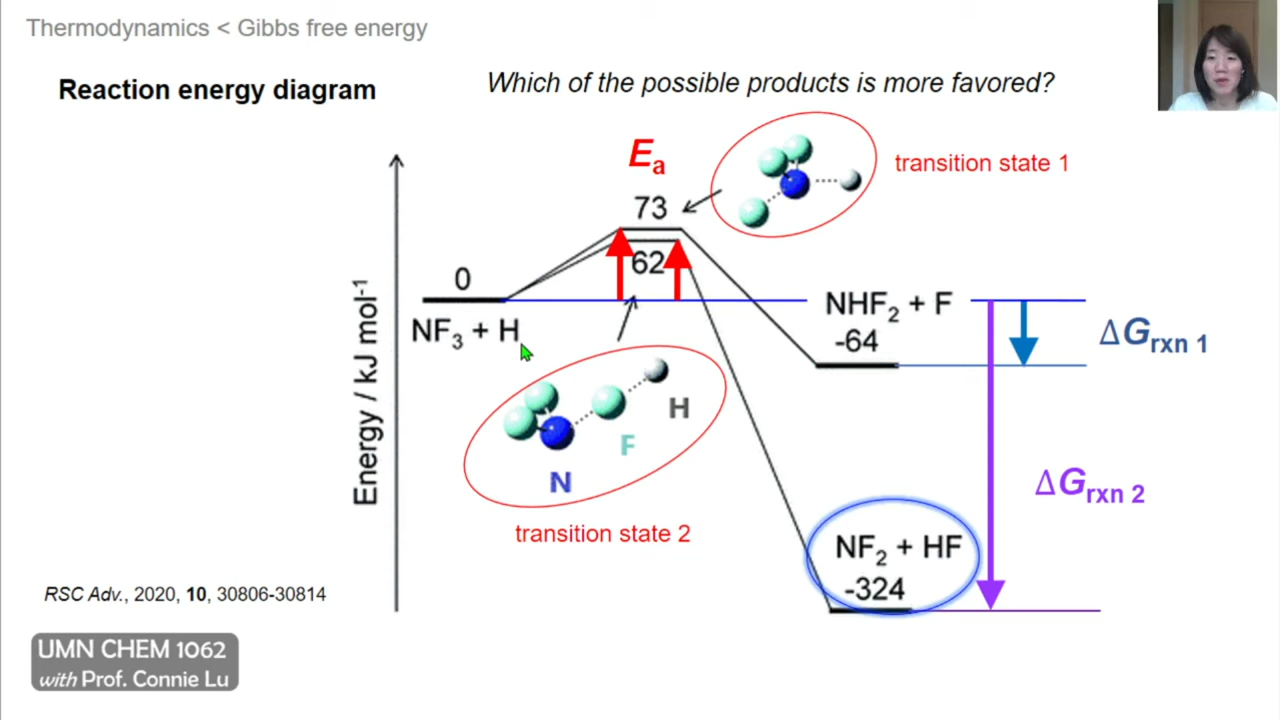 Thermodynamics < Gibbs free energy
Reaction energy diagram
Which of the possible products is more favored?
Eₐ
transition state 1
73
62
0
NF₃ + H
NHF₂ + F
-64
ΔG_rxn 1
Energy / kJ mol⁻¹
H
F
N
ΔG_rxn 2
transition state 2
NF₂ + HF
-324
RSC Adv., 2020, 10, 30806-30814
UMN CHEM 1062
with Prof. Connie Lu